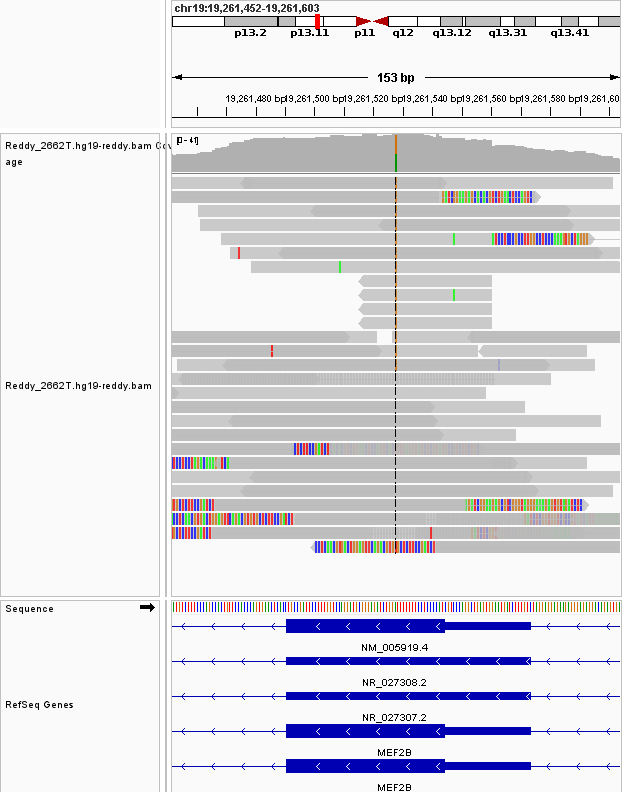 chr19:19,261,452-19,261,603
p13.2 p13.11 p11 q12 q13.12 q13.31 q13.41
153 bp
19,261,480 bp 19,261,500 bp 19,261,520 bp 19,261,540 bp 19,261,560 bp 19,261,580 bp 19,261,60
Reddy_2662T.hg19-reddy.bam Cov
age
[0 - 41]
Reddy_2662T.hg19-reddy.bam
Sequence
NM_005919.4
NR_027308.2
RefSeq Genes
NR_027307.2
MEF2B
MEF2B